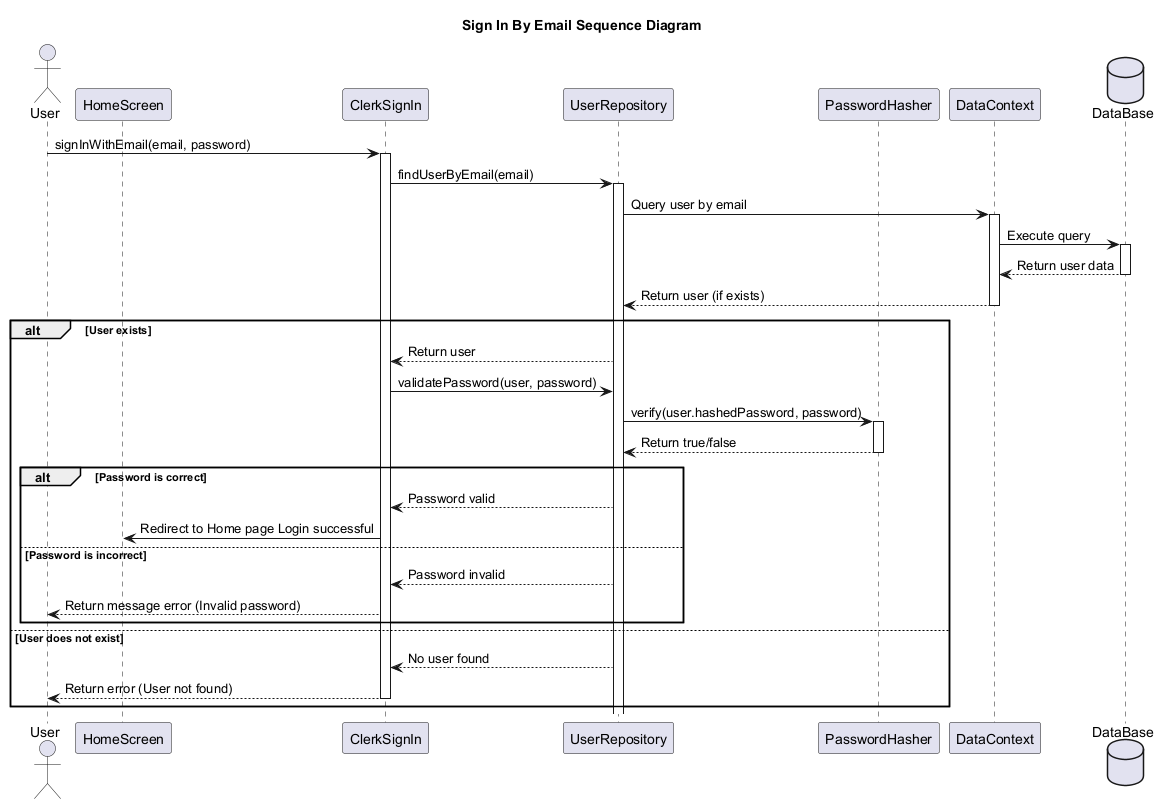 Sign In By Email Sequence Diagram
User
HomeScreen
ClerkSignIn
UserRepository
PasswordHasher
DataContext
DataBase
signInWithEmail(email, password)
findUserByEmail(email)
Query user by email
Execute query
Return user data
Return user (if exists)
alt
[User exists]
Return user
validatePassword(user, password)
verify(user.hashedPassword, password)
Return true/false
alt
[Password is correct]
Password valid
Redirect to Home page Login successful
[Password is incorrect]
Password invalid
Return message error (Invalid password)
[User does not exist]
No user found
Return error (User not found)
User
HomeScreen
ClerkSignIn
UserRepository
PasswordHasher
DataContext
DataBase